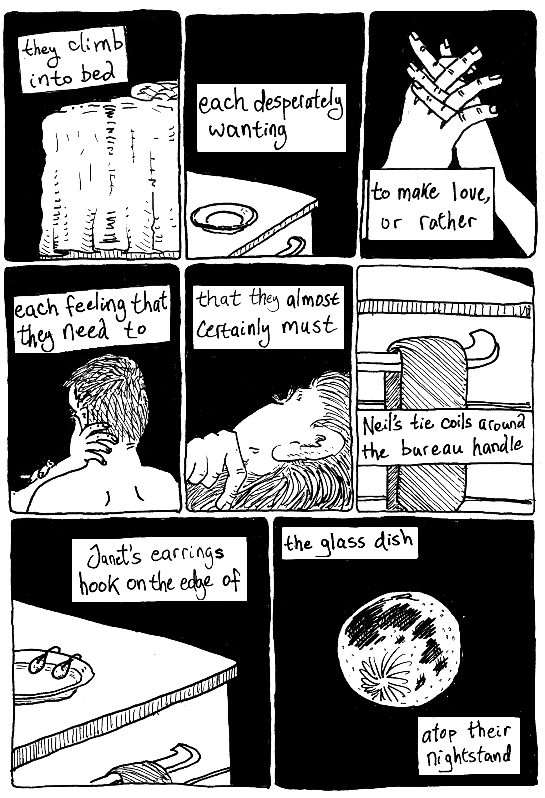 they climb
into bed
each desperately
wanting
to make love,
or rather
each feeling that
they need to
that they almost
certainly must
Neil's tie coils around
the bureau handle
Janet's earrings
hook on the edge of
the glass dish
atop their
nightstand